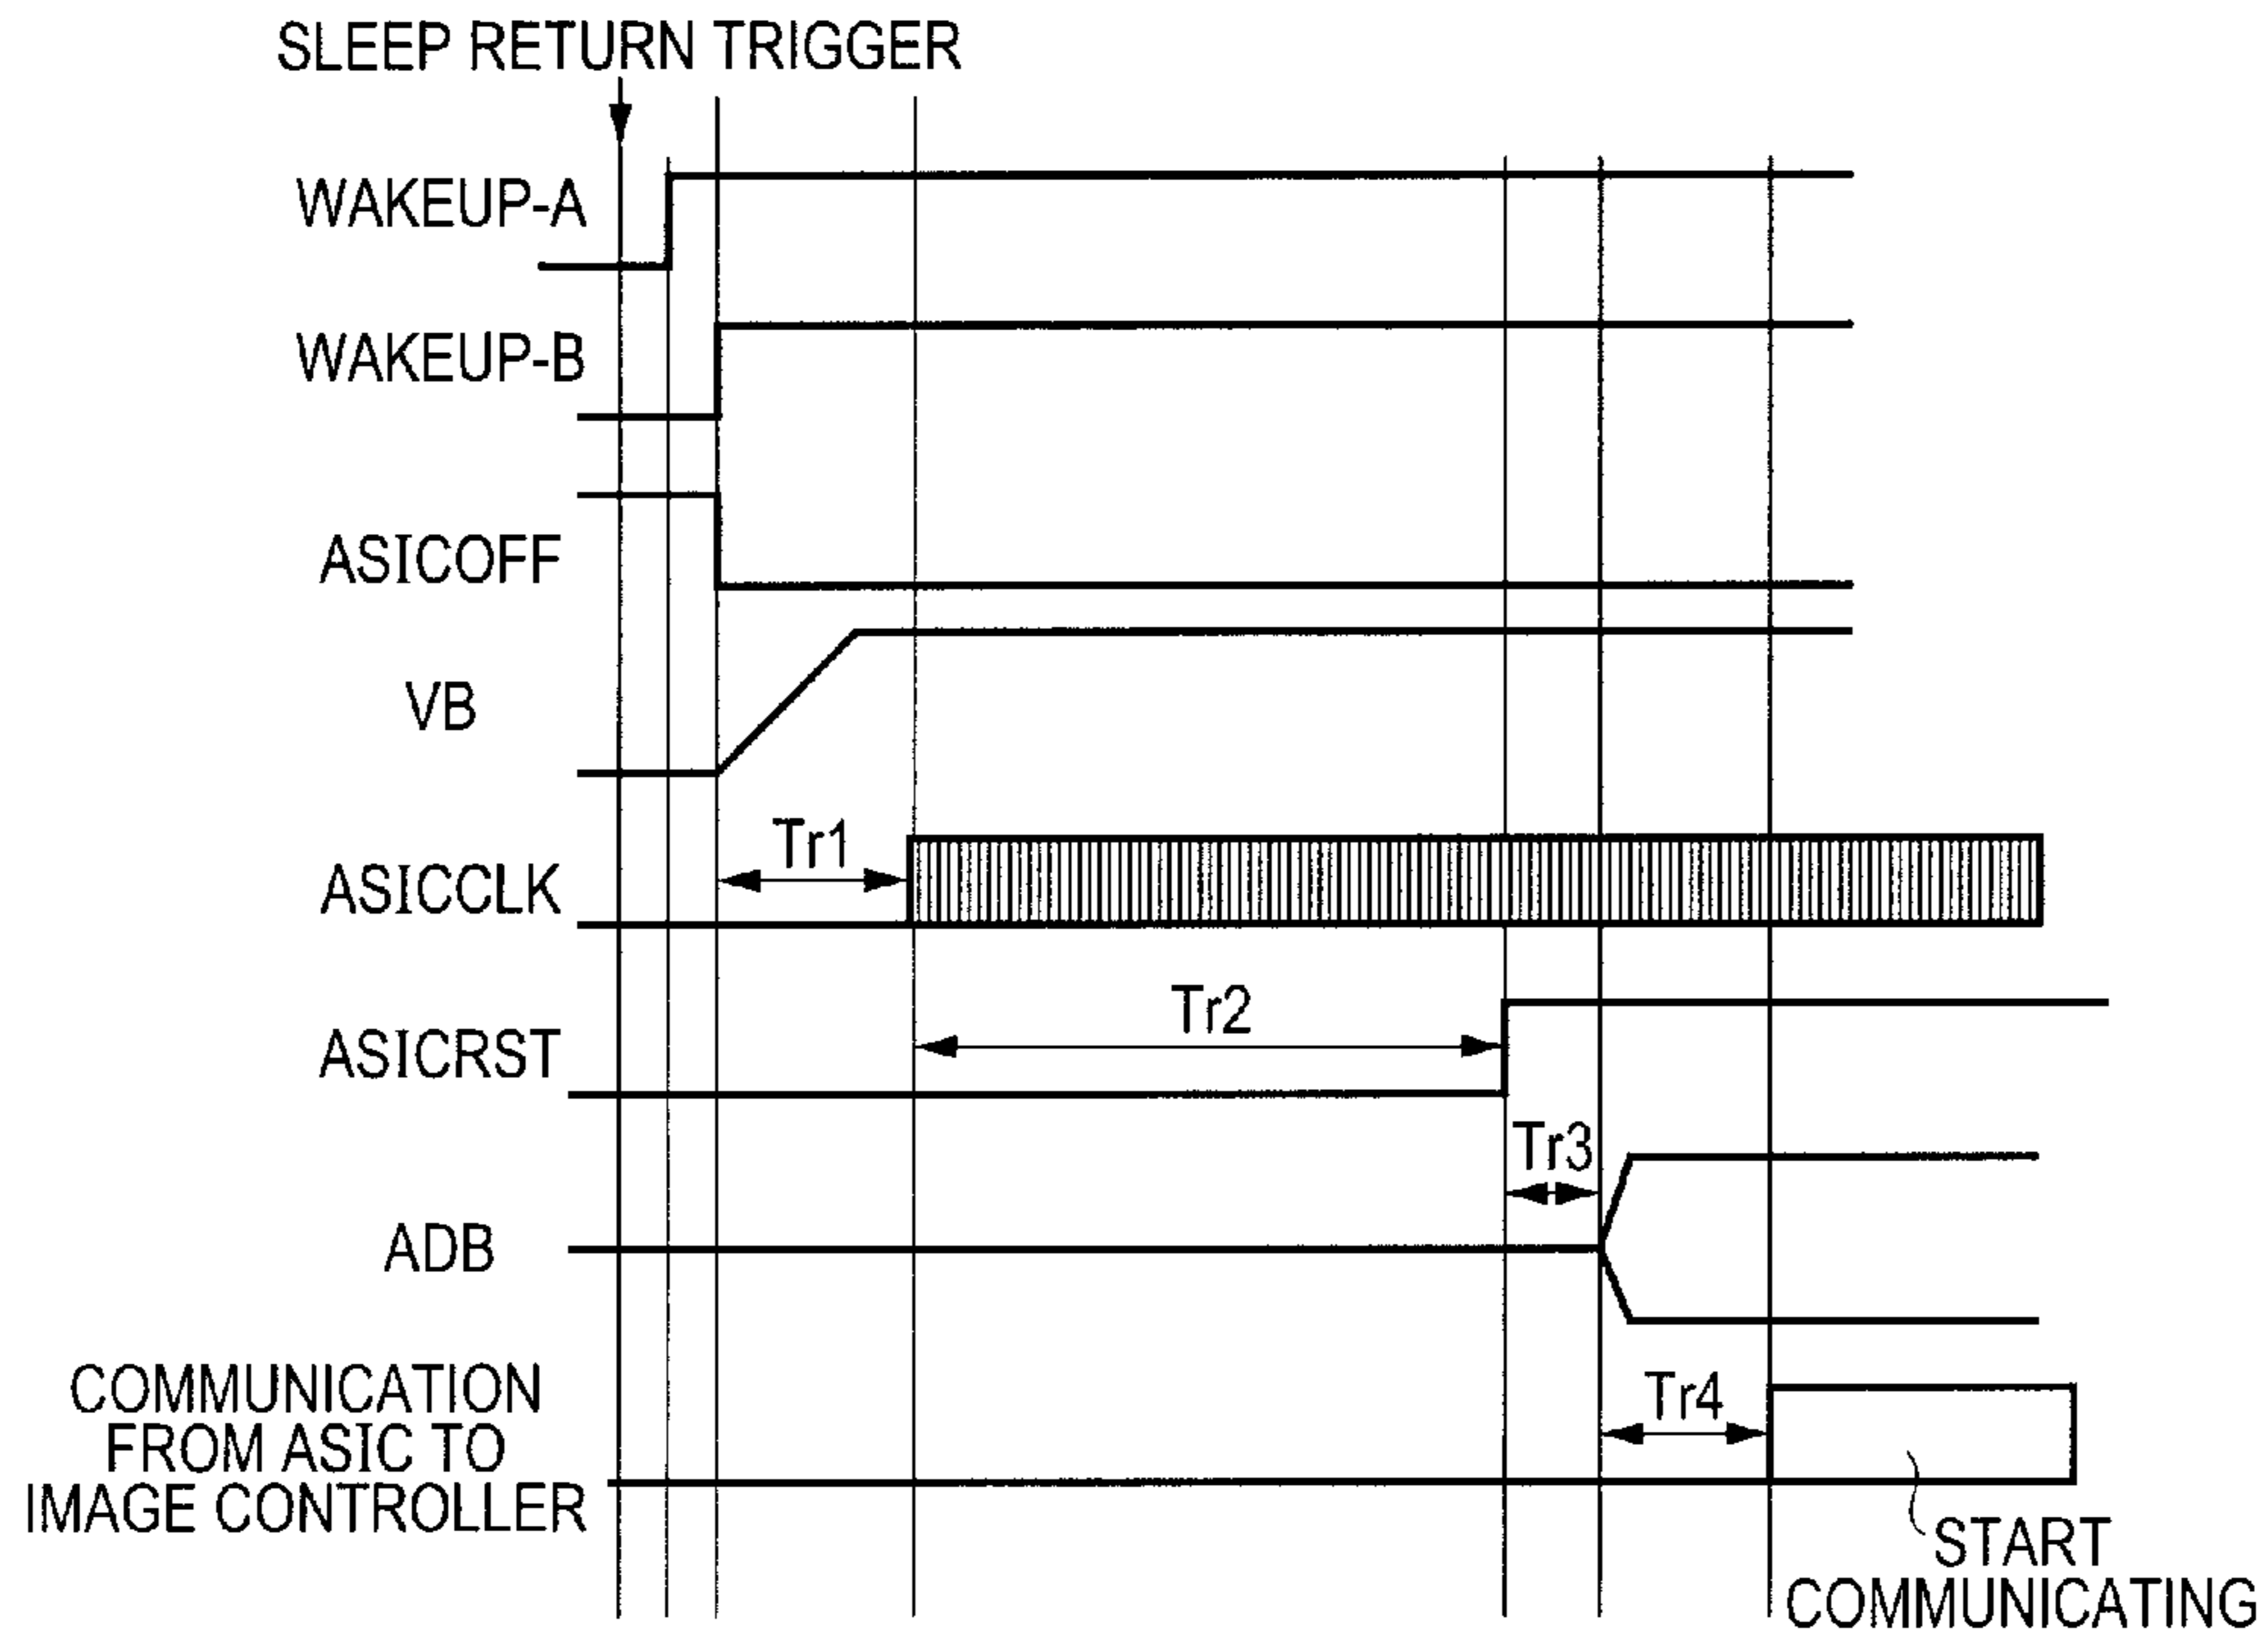 SLEEP RETURN TRIGGER
WAKEUP-A
WAKEUP-B
ASICOFF
VB
Tr1
ASICCLK
Tr2
ASICRST
Tr3
ADB
Tr4
COMMUNICATION
FROM ASIC TO
IMAGE CONTROLLER
START
COMMUNICATING